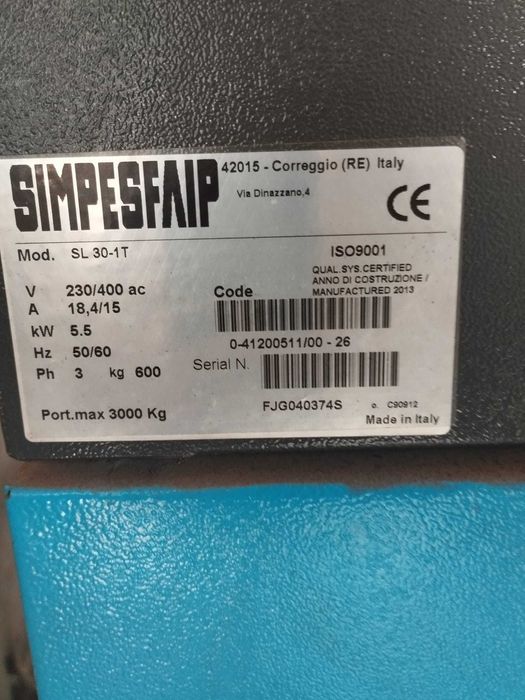 SIMPESFAIP
42015 - Correggio (RE) Italy
Via Dinazzano,4
CE
Mod. SL 30-1T
ISO9001
QUAL.SYS.CERTIFIED
ANNO DI COSTRUZIONE /
MANUFACTURED 2013
V 230/400 ac
A 18,4/15
kW 5.5
Hz 50/60
Ph 3 kg 600
Port.max 3000 Kg
Code
0-41200511/00 - 26
Serial N.
FJG040374S
o. C90912
Made in Italy